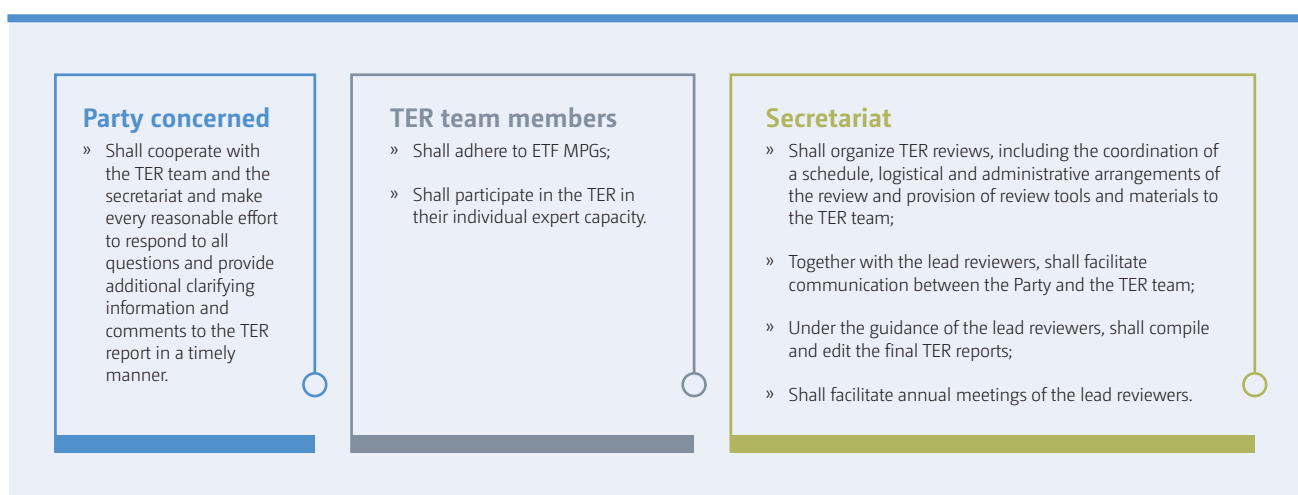 Party concerned
» Shall cooperate with
the TER team and the
secretariat and make
every reasonable effort
to respond to all
questions and provide
additional clarifying
information and
comments to the TER
report in a timely
manner.
TER team members
» Shall adhere to ETF MPGs;
» Shall participate in the TER in
their individual expert capacity.
Secretariat
» Shall organize TER reviews, including the coordination of
a schedule, logistical and administrative arrangements of
the review and provision of review tools and materials to
the TER team;
» Together with the lead reviewers, shall facilitate
communication between the Party and the TER team;
» Under the guidance of the lead reviewers, shall compile
and edit the final TER reports;
» Shall facilitate annual meetings of the lead reviewers.